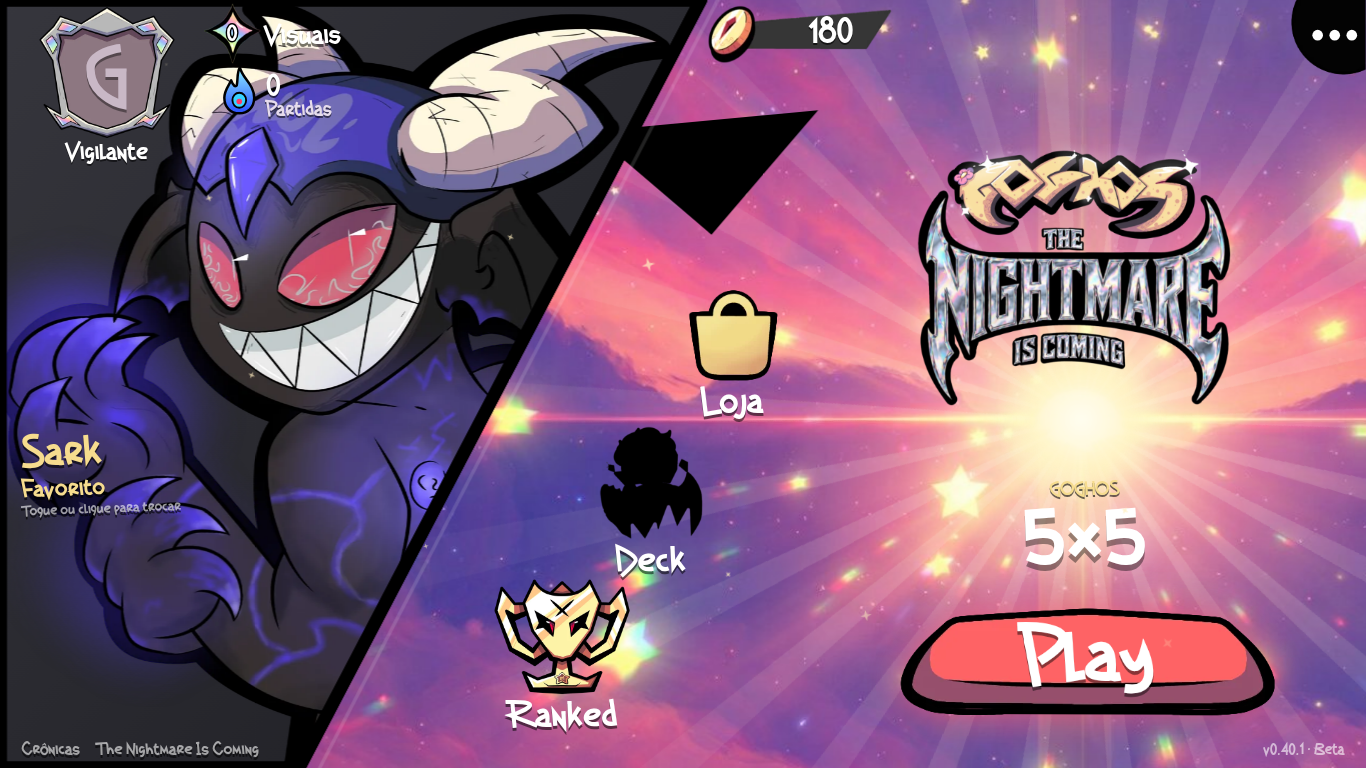 G
Vigilante
0
Visuais
0
Partidas
180
GOGHOS
THE
NIGHTMARE
IS COMING
Loja
Sark
Favorito
Toque ou clique para trocar
GOGHOS
5×5
Deck
Play
Ranked
Crônicas The Nightmare Is Coming
v0.40.1 · Beta